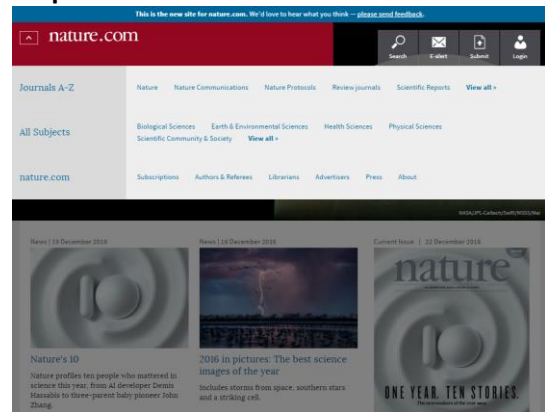 This is the new site for nature.com. We'd love to hear what you think — please send feedback.
nature.com
Search E-alert Submit Login
Journals A-Z
Nature Nature Communications Nature Protocols Review journals Scientific Reports View all »
All Subjects
Biological Sciences Earth & Environmental Sciences Health Sciences Physical Sciences
Scientific Community & Society View all »
nature.com
Subscriptions Authors & Referees Librarians Advertisers Press About
News | 19 December 2016
News | 16 December 2016
Current Issue | 22 December 2016
nature
ONE YEAR. TEN STORIES.
Nature's 10
Nature profiles ten people who mattered in
science this year, from AI developer Demis
Hassabis to three-parent baby pioneer John
Zhang.
2016 in pictures: The best science
images of the year
Includes storms from space, southern stars
and a striking cell.